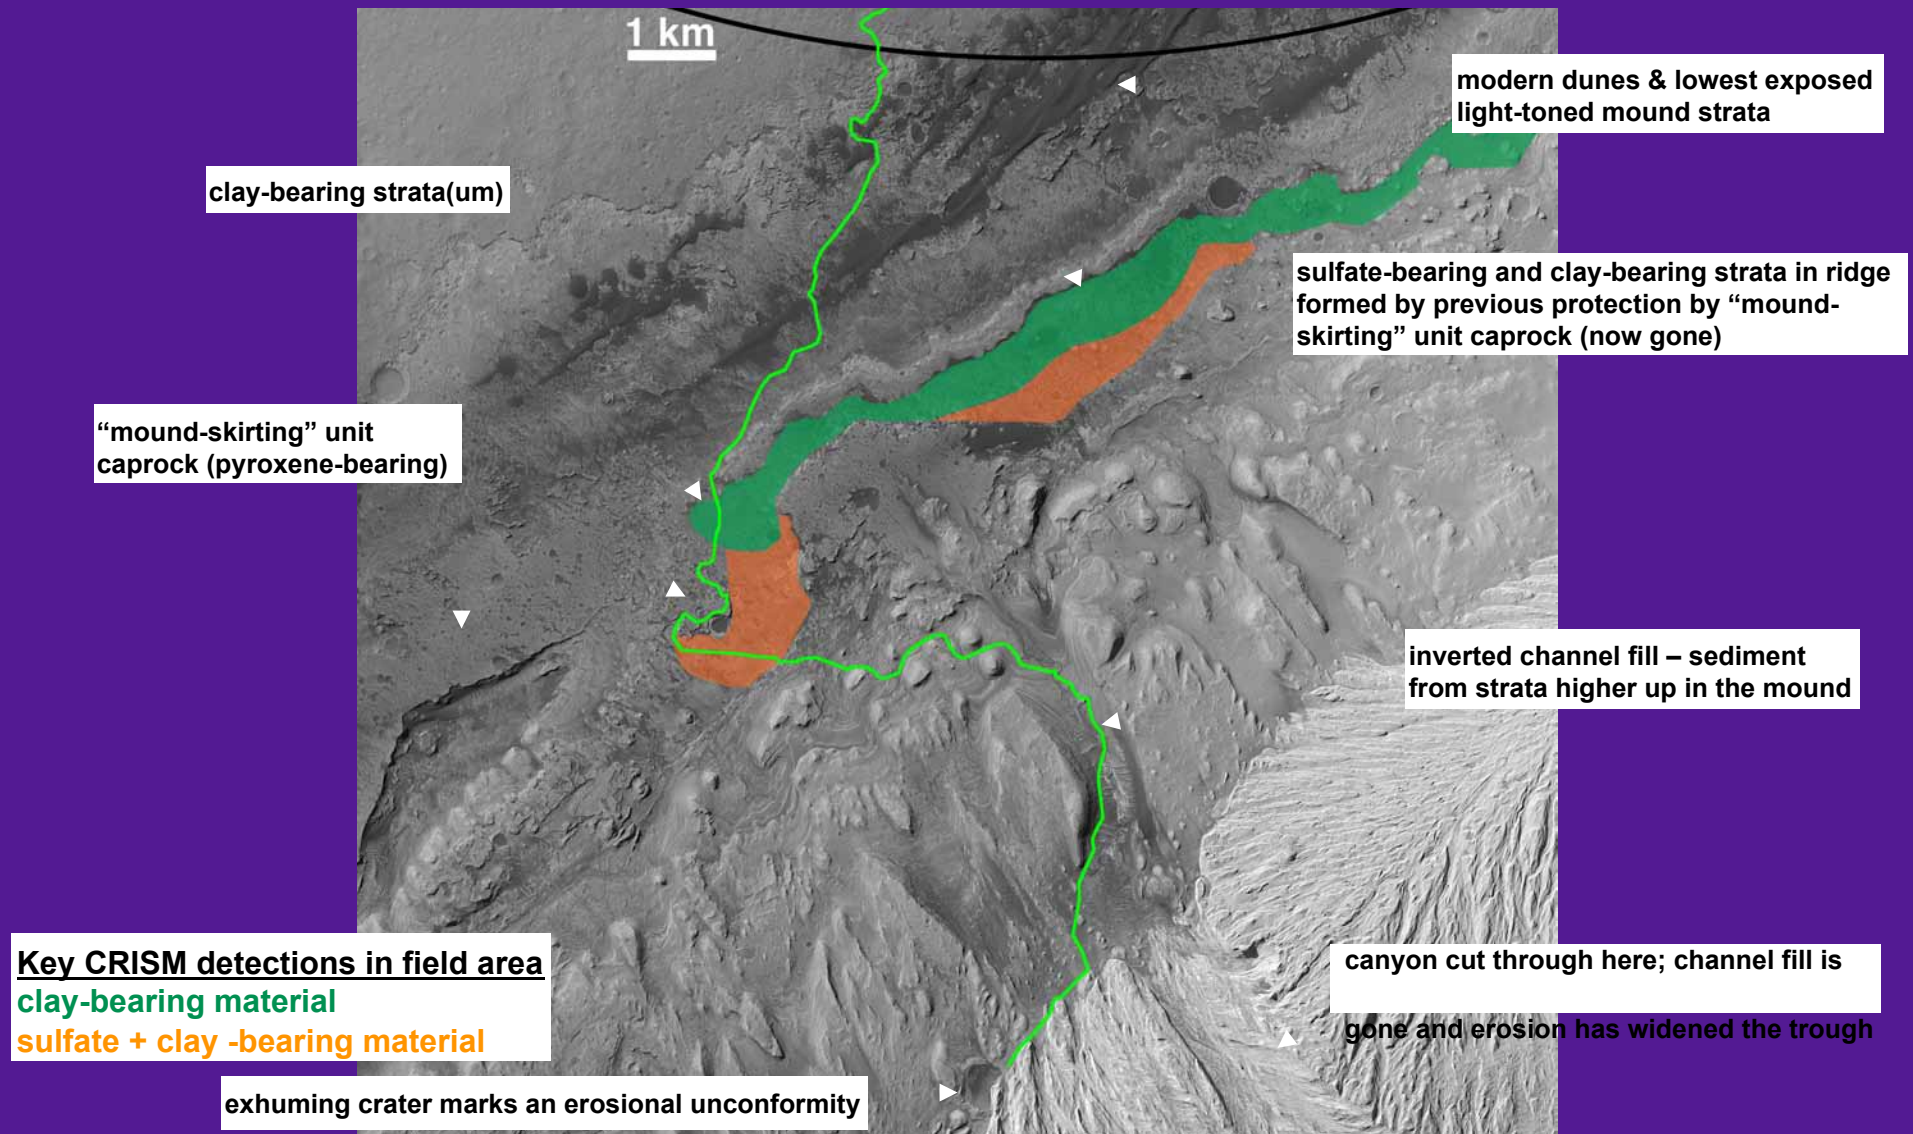 1 km
modern dunes & lowest exposed
light-toned mound strata
clay-bearing strata(um)
sulfate-bearing and clay-bearing strata in ridge
formed by previous protection by “mound-
skirting” unit caprock (now gone)
“mound-skirting” unit
caprock (pyroxene-bearing)
inverted channel fill – sediment
from strata higher up in the mound
Key CRISM detections in field area
clay-bearing material
sulfate + clay -bearing material
canyon cut through here; channel fill is
gone and erosion has widened the trough
exhuming crater marks an erosional unconformity